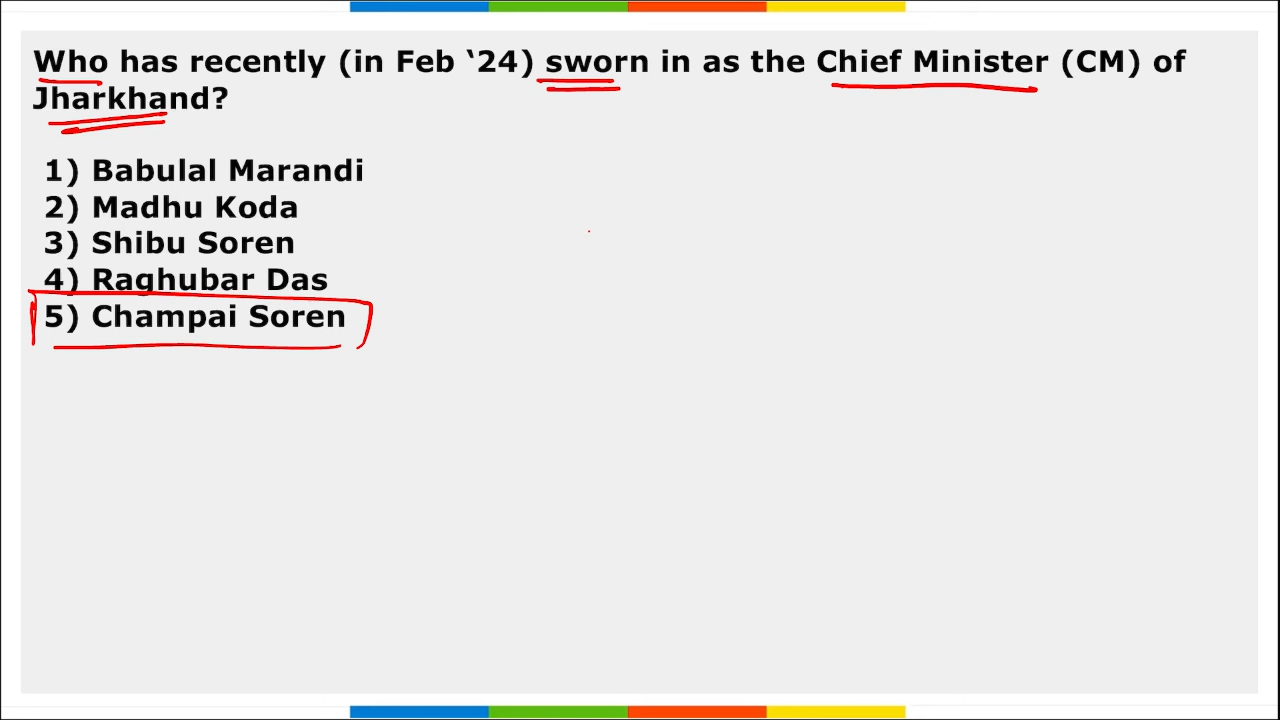 Who has recently (in Feb ‘24) sworn in as the Chief Minister (CM) of
Jharkhand?
1) Babulal Marandi
2) Madhu Koda
3) Shibu Soren
4) Raghubar Das
5) Champai Soren